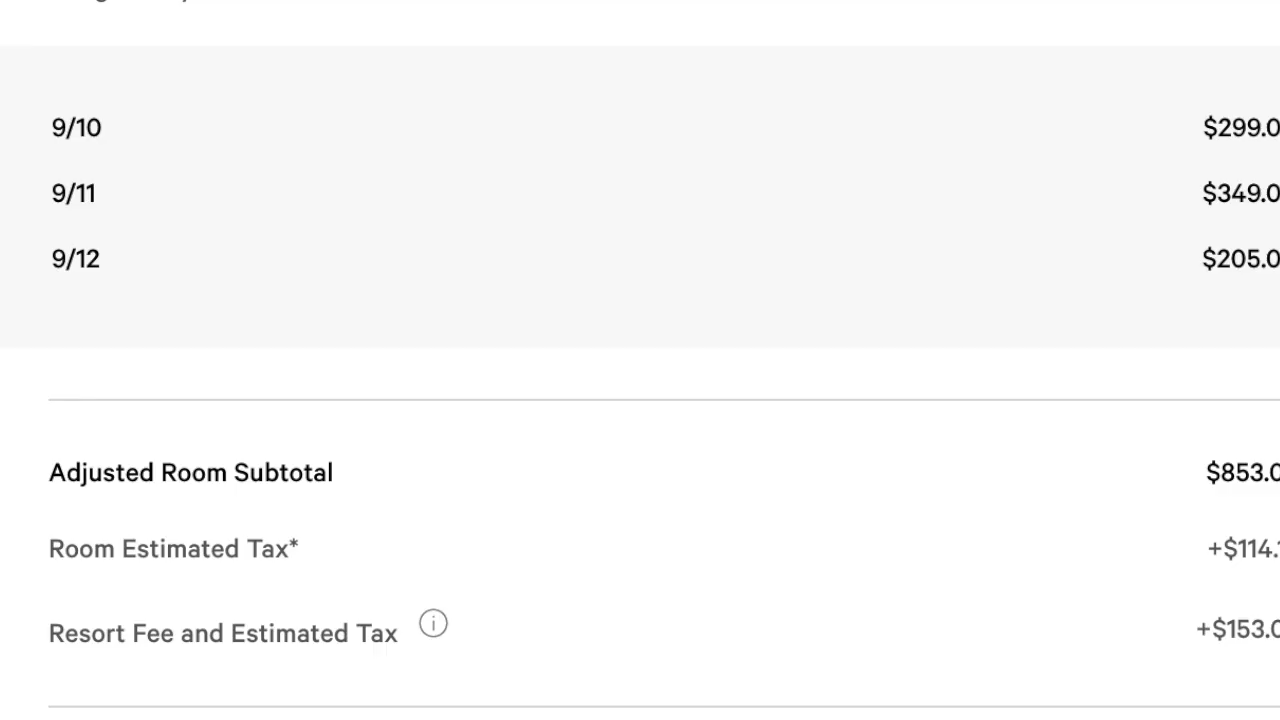 9/10 $299.0
9/11 $349.0
9/12 $205.0
Adjusted Room Subtotal $853.0
Room Estimated Tax* +$114.1
Resort Fee and Estimated Tax ⓘ +$153.0